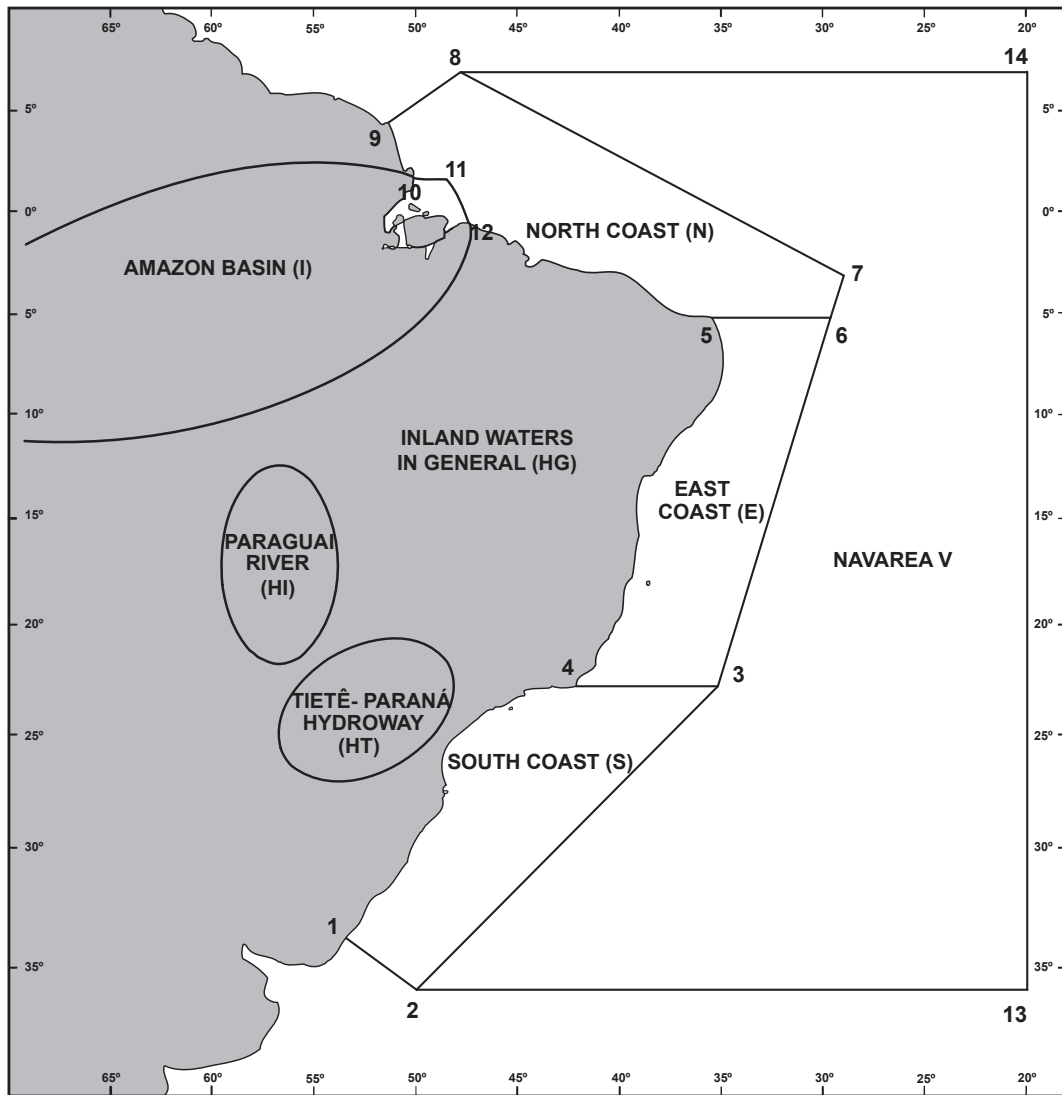 65º 60º 55º 50º 45º 40º 35º 30º 25º 20º
8 14
5º 5º
9
11
10
0º 0º
12
NORTH COAST (N)
AMAZON BASIN (I)
7
5º 5º
5 6
10º 10º
INLAND WATERS
IN GENERAL (HG)
EAST
COAST (E)
15º 15º
PARAGUAI
RIVER
(HI)
NAVAREA V
20º 20º
4 3
TIETÊ- PARANÁ
HYDROWAY
(HT)
25º 25º
SOUTH COAST (S)
30º 30º
1
35º 35º
2 13
65º 60º 55º 50º 45º 40º 35º 30º 25º 20º